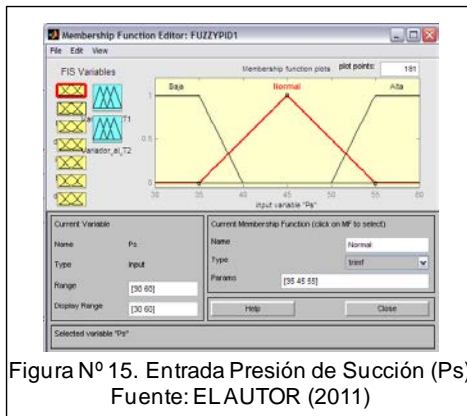 Membership Function Editor: FUZZYPID1
File Edit View
FIS Variables
Membership function plots
plot points:
181
Baja
Normal
Alta
1
0.5
0
35 40 45 50 55 60
input variable "Ps"
Variador_al_T2
Current Variable
Name Ps
Type input
Range [30 60]
Display Range [30 60]
Current Membership Function (click on MF to select)
Name Normal
Type trimf
Params [35 45 55]
Help
Close
Selected variable "Ps"
Figura Nº 15. Entrada Presión de Succión (Ps)
Fuente: EL AUTOR (2011)